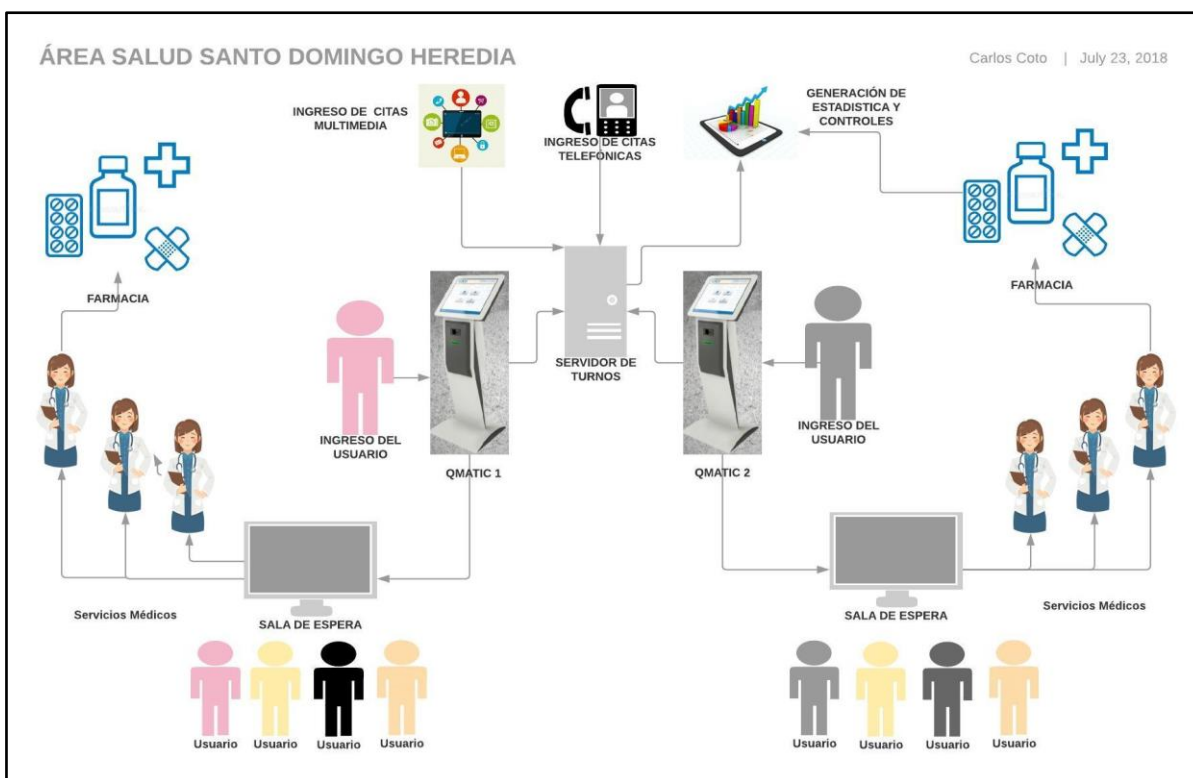 ÁREA SALUD SANTO DOMINGO HEREDIA
Carlos Coto | July 23, 2018
INGRESO DE CITAS
MULTIMEDIA
INGRESO DE CITAS
TELEFÓNICAS
GENERACIÓN DE
ESTADISTICA Y
CONTROLES
FARMACIA
FARMACIA
SERVIDOR DE
TURNOS
INGRESO DEL
USUARIO
QMATIC 1
QMATIC 2
INGRESO DEL
USUARIO
Servicios Médicos
SALA DE ESPERA
SALA DE ESPERA
Servicios Médicos
Usuario
Usuario
Usuario
Usuario
Usuario
Usuario
Usuario
Usuario